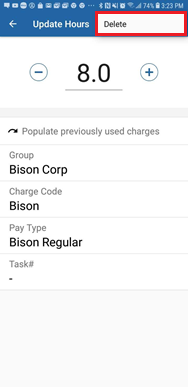 74% 3:23 PM
Update Hours
Delete
8.0
Populate previously used charges
Group
Bison Corp
Charge Code
Bison
Pay Type
Bison Regular
Task#
-